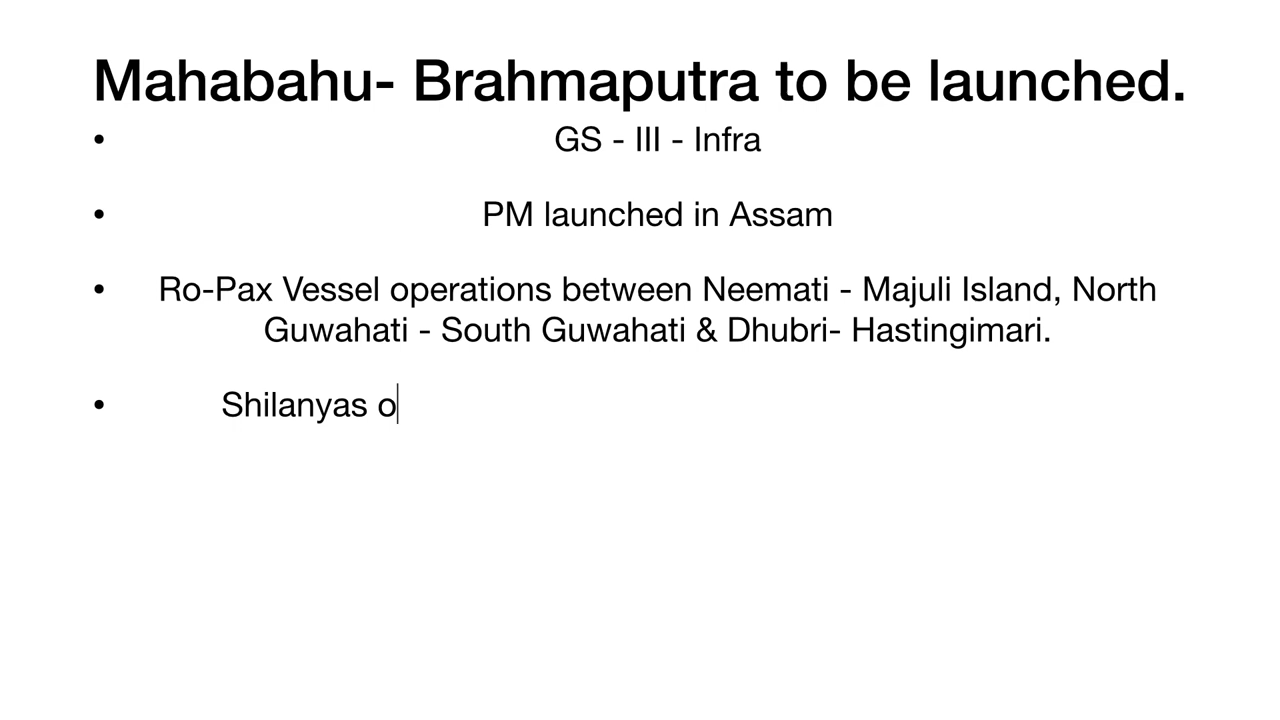 Mahabahu- Brahmaputra to be launched.
• GS - III - Infra
• PM launched in Assam
• Ro-Pax Vessel operations between Neemati - Majuli Island, North
Guwahati - South Guwahati & Dhubri- Hastingimari.
• Shilanyas o